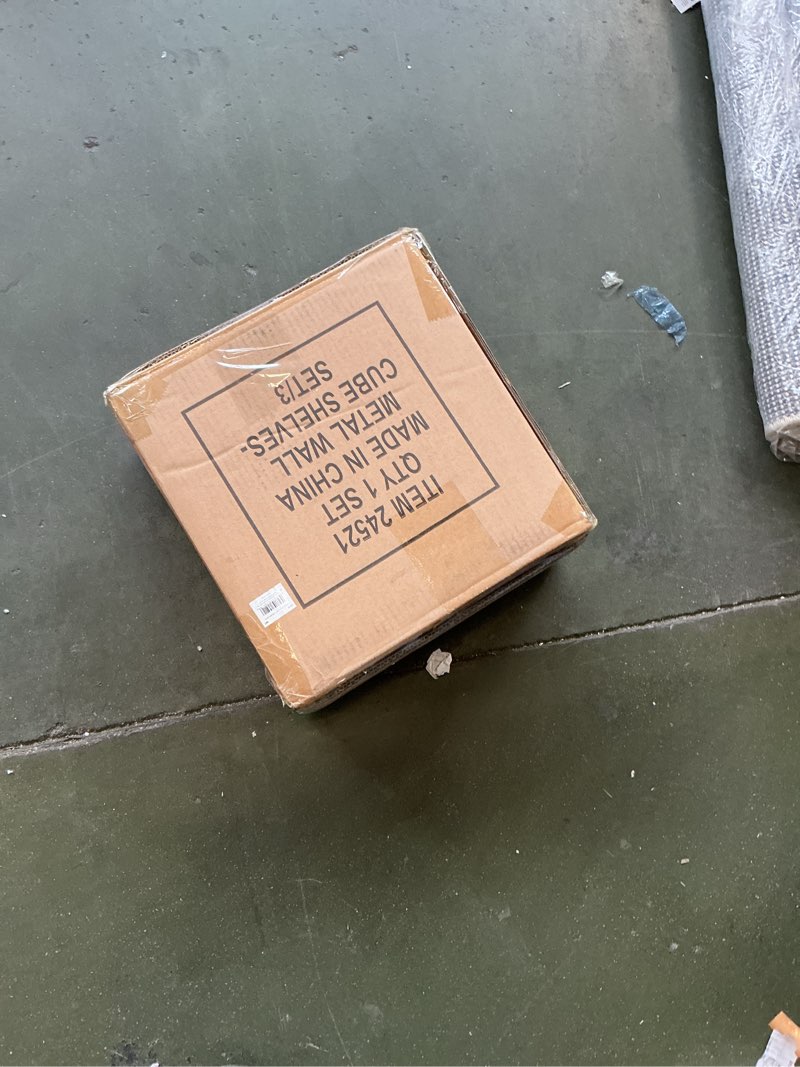 ITEM 24521
QTY 1 SET
MADE IN CHINA
METAL WALL
CUBE SHELVES-
SET/3